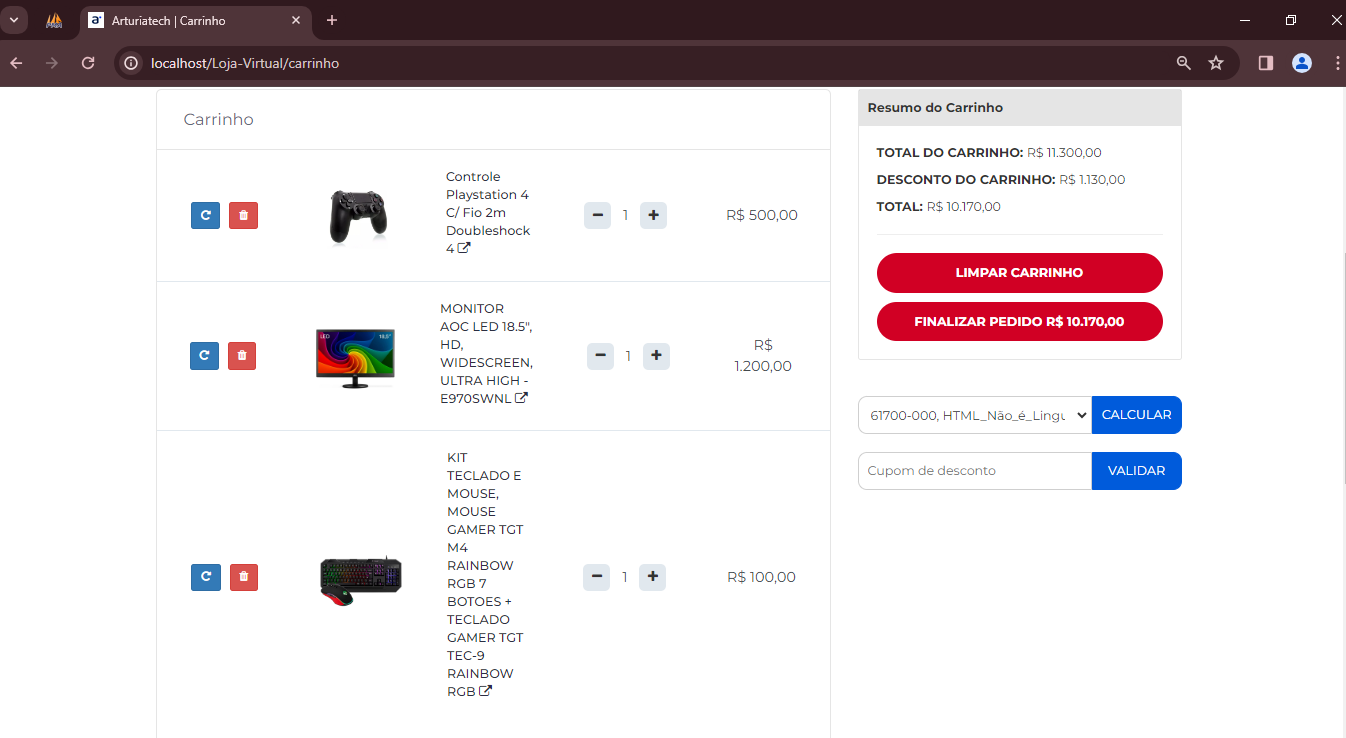 Arturiatech | Carrinho
localhost/Loja-Virtual/carrinho
Carrinho
Controle
Playstation 4
C/ Fio 2m
Doubleshock
4
1
R$ 500,00
LED
18,5"
MONITOR
AOC LED 18.5",
HD,
WIDESCREEN,
ULTRA HIGH -
E970SWNL
1
R$
1.200,00
KIT
TECLADO E
MOUSE,
MOUSE
GAMER TGT
M4
RAINBOW
RGB 7
BOTOES +
TECLADO
GAMER TGT
TEC-9
RAINBOW
RGB
1
R$ 100,00
Resumo do Carrinho
TOTAL DO CARRINHO: R$ 11.300,00
DESCONTO DO CARRINHO: R$ 1.130,00
TOTAL: R$ 10.170,00
LIMPAR CARRINHO
FINALIZAR PEDIDO R$ 10.170,00
61700-000, HTML_Não_é_Lingu
CALCULAR
Cupom de desconto
VALIDAR